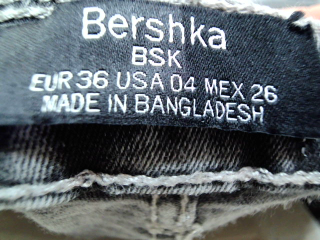 Bershka
BSK
EUR 36 USA 04 MEX 26
MADE IN BANGLADESH